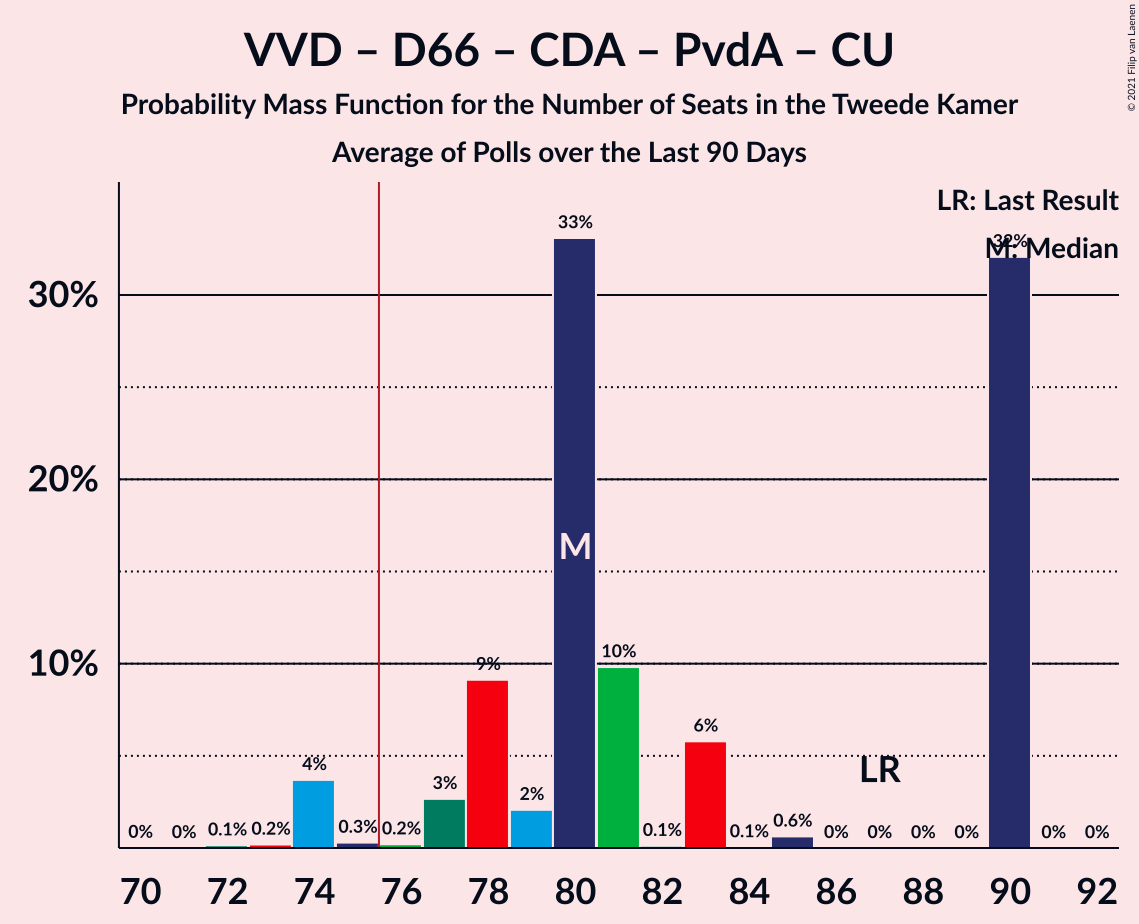 VVD – D66 – CDA – PvdA – CU
Probability Mass Function for the Number of Seats in the Tweede Kamer
Average of Polls over the Last 90 Days
© 2021 Filip van Laenen
LR: Last Result
M: Median
30%
20%
10%
0% 0% 0.1% 0.2% 4% 0.3% 0.2% 3% 9% 2% 33% 10% 0.1% 6% 0.1% 0.6% 0% 0% 0% 0% 32% 0% 0%
M
LR
70 72 74 76 78 80 82 84 86 88 90 92